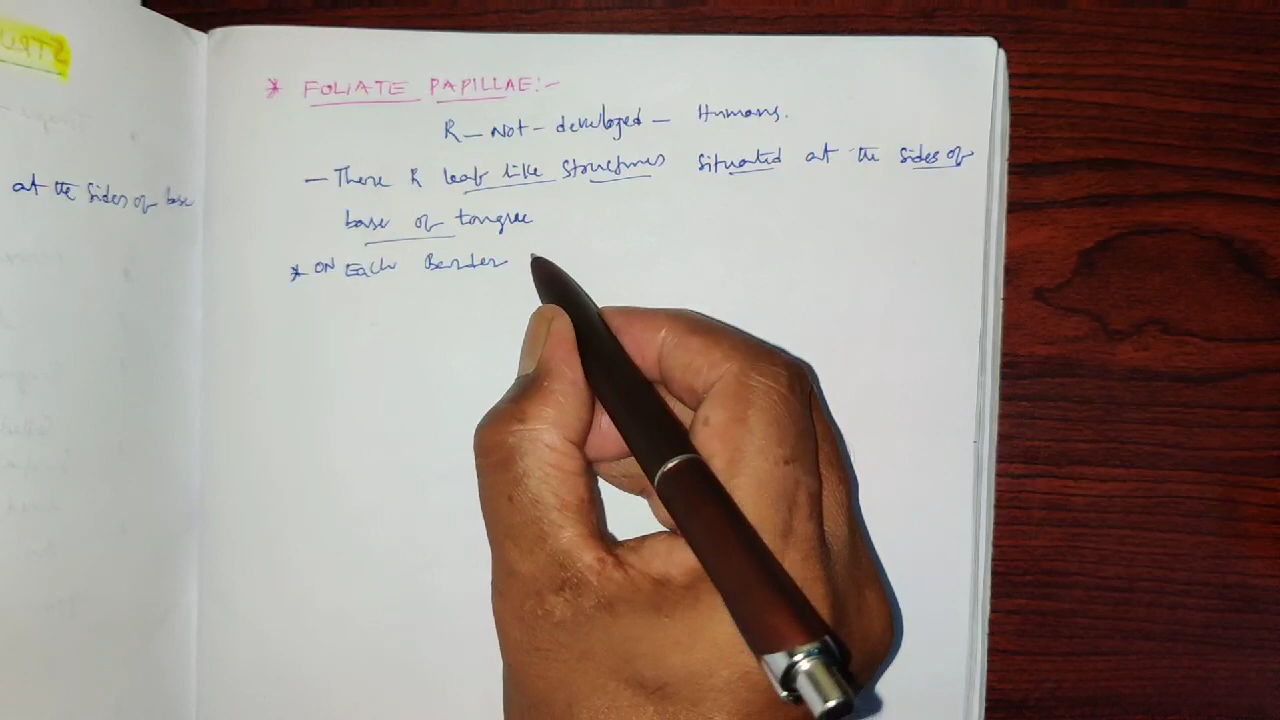 STRU
at the sides of base
* FOLIATE PAPILLAE:-
R - Not - developed - Humans.
- These R leaf like structures situated at the sides of
base of tongue
* ON Each Border